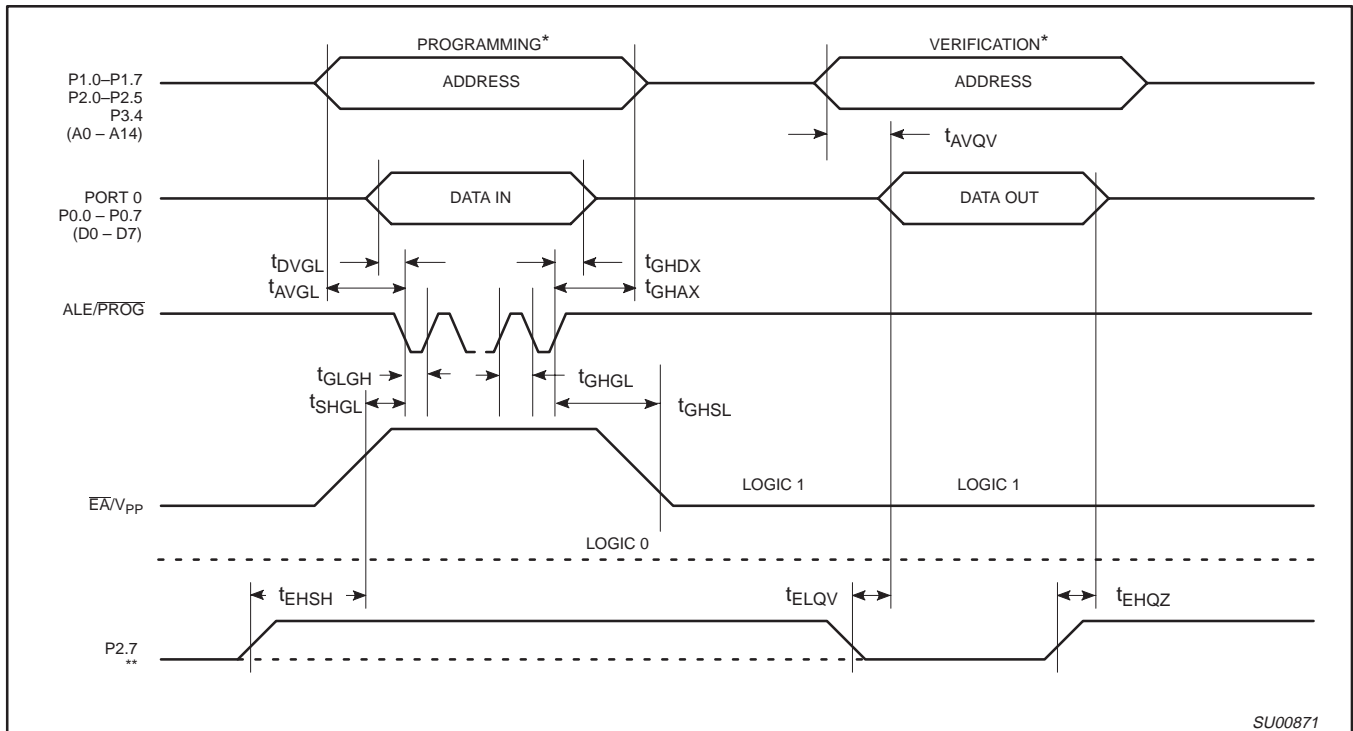 PROGRAMMING*
VERIFICATION*
P1.0–P1.7
P2.0–P2.5
P3.4
(A0 – A14)
ADDRESS
ADDRESS
tAVQV
PORT 0
P0.0 – P0.7
(D0 – D7)
DATA IN
DATA OUT
tDVGL
tGHDX
tAVGL
tGHAX
ALE/PROG
tGLGH
tGHGL
tSHGL
tGHSL
LOGIC 1
LOGIC 1
EA/VPP
LOGIC 0
tEHSH
tELQV
tEHQZ
P2.7
**
SU00871